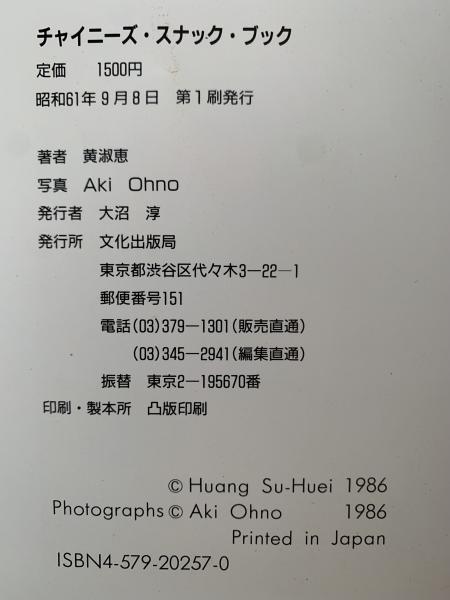 チャイニーズ・スナック・ブック
定価　1500円
昭和61年9月8日　第1刷発行
著者　黄淑恵
写真　Aki Ohno
発行者　大沼　淳
発行所　文化出版局
東京都渋谷区代々木3―22―1
郵便番号151
電話(03)379―1301(販売直通)
(03)345―2941(編集直通)
振替　東京2―195670番
印刷・製本所　凸版印刷
© Huang Su-Huei 1986
Photographs © Aki Ohno 1986
Printed in Japan
ISBN4-579-20257-0